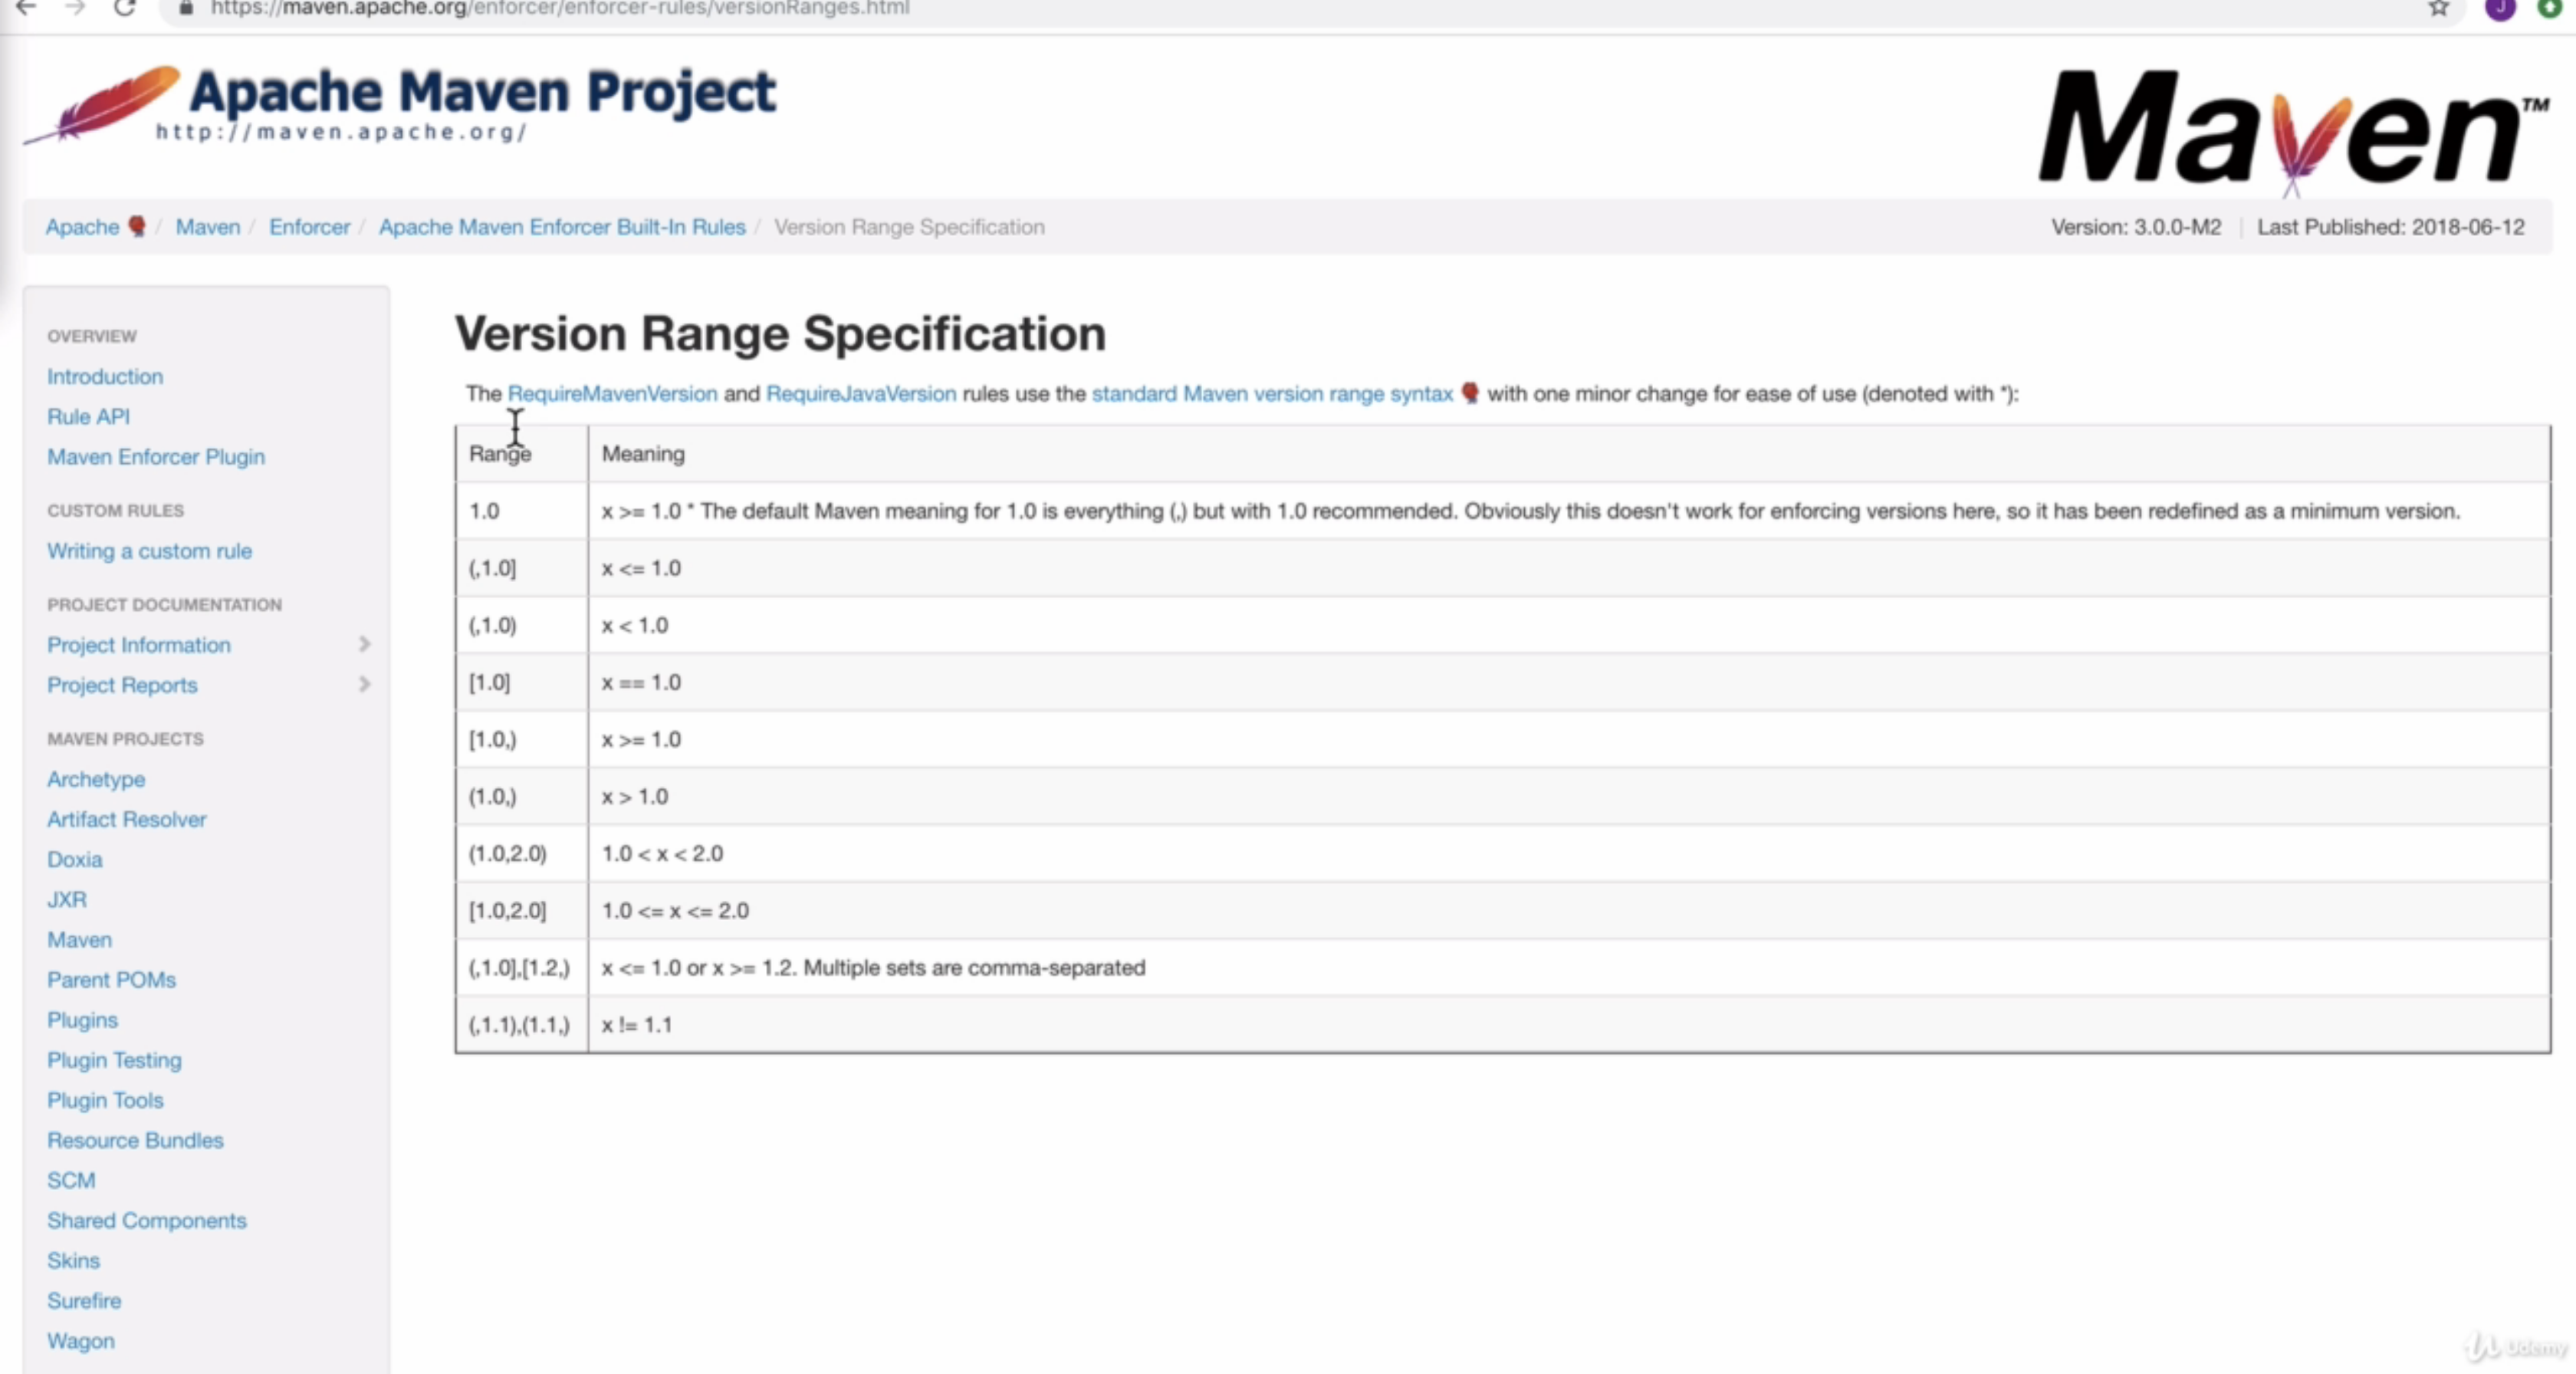 https://maven.apache.org/enforcer/enforcer-rules/versionRanges.html
J
Apache Maven Project
http://maven.apache.org/
Maven™
Apache / Maven / Enforcer / Apache Maven Enforcer Built-In Rules / Version Range Specification
Version: 3.0.0-M2 | Last Published: 2018-06-12
OVERVIEW
Introduction
Rule API
Maven Enforcer Plugin
CUSTOM RULES
Writing a custom rule
PROJECT DOCUMENTATION
Project Information
Project Reports
MAVEN PROJECTS
Archetype
Artifact Resolver
Doxia
JXR
Maven
Parent POMs
Plugins
Plugin Testing
Plugin Tools
Resource Bundles
SCM
Shared Components
Skins
Surefire
Wagon
Version Range Specification
The RequireMavenVersion and RequireJavaVersion rules use the standard Maven version range syntax with one minor change for ease of use (denoted with *):
Range Meaning
1.0 x >= 1.0 * The default Maven meaning for 1.0 is everything (,) but with 1.0 recommended. Obviously this doesn't work for enforcing versions here, so it has been redefined as a minimum version.
(,1.0] x <= 1.0
(,1.0) x < 1.0
[1.0] x == 1.0
[1.0,) x >= 1.0
(1.0,) x > 1.0
(1.0,2.0) 1.0 < x < 2.0
[1.0,2.0] 1.0 <= x <= 2.0
(,1.0],[1.2,) x <= 1.0 or x >= 1.2. Multiple sets are comma-separated
(,1.1),(1.1,) x != 1.1
Udemy